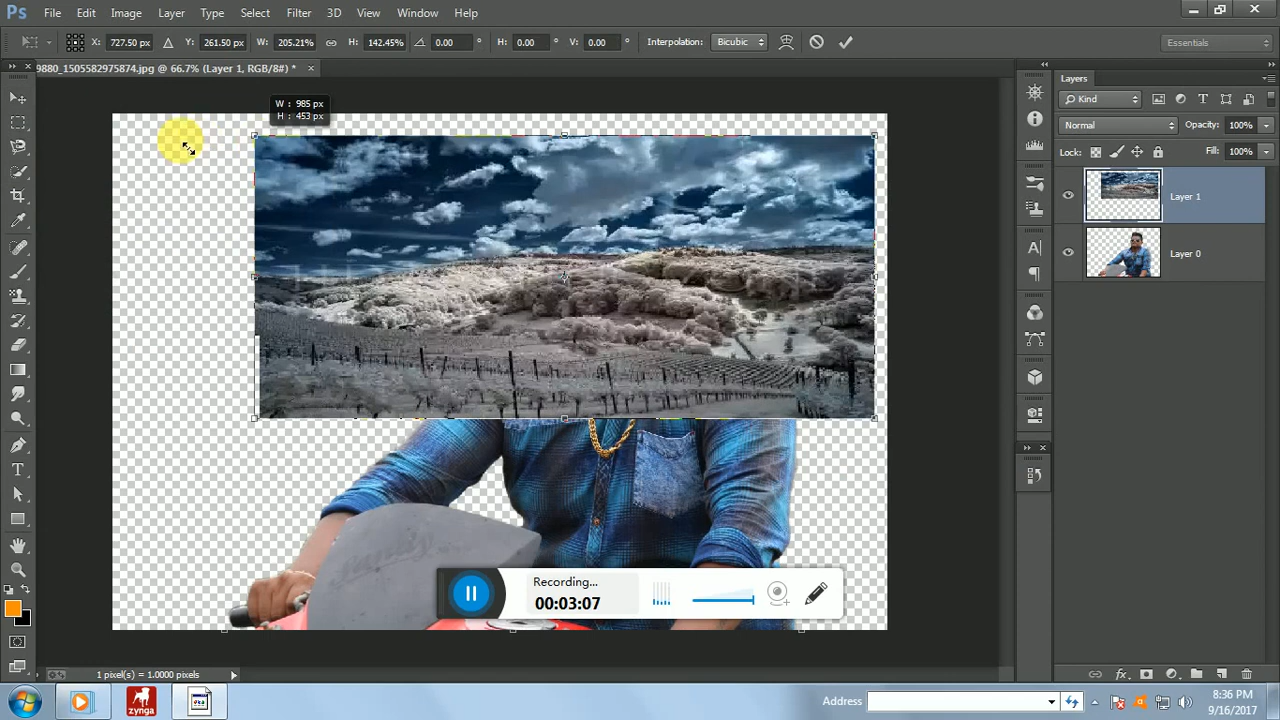 Ps File Edit Image Layer Type Select Filter 3D View Window Help
X: 727.50 px Y: 261.50 px W: 205.21% H: 142.45% 0.00 ° H: 0.00 ° V: 0.00 ° Interpolation: Bicubic Essentials
9880_1505582975874.jpg @ 66.7% (Layer 1, RGB/8#) * ×
Layers
Kind
W : 985 px
H : 453 px
Normal Opacity: 100%
Lock: Fill: 100%
Layer 1
Layer 0
Recording...
00:03:07
1 pixel(s) = 1.0000 pixels
fx
zynga
Address
8:36 PM
9/16/2017